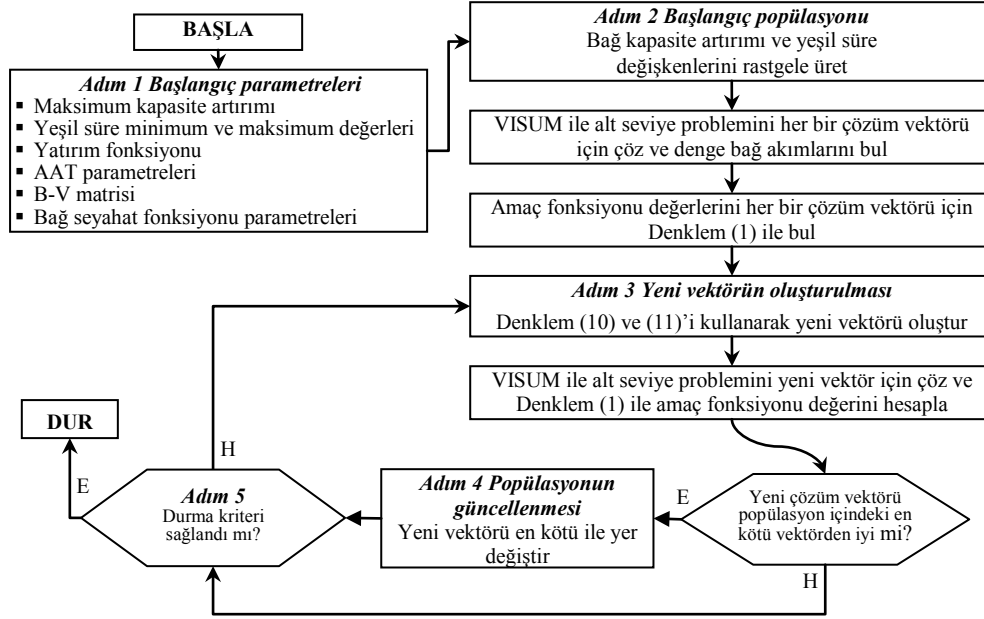 BAŞLA
Adım 1 Başlangıç parametreleri
▪ Maksimum kapasite artırımı
▪ Yeşil süre minimum ve maksimum değerleri
▪ Yatırım fonksiyonu
▪ AAT parametreleri
▪ B-V matrisi
▪ Bağ seyahat fonksiyonu parametreleri
Adım 2 Başlangıç popülasyonu
Bağ kapasite artırımı ve yeşil süre
değişkenlerini rastgele üret
VISUM ile alt seviye problemini her bir çözüm vektörü
için çöz ve denge bağ akımlarını bul
Amaç fonksiyonu değerlerini her bir çözüm vektörü için
Denklem (1) ile bul
Adım 3 Yeni vektörün oluşturulması
Denklem (10) ve (11)’i kullanarak yeni vektörü oluştur
VISUM ile alt seviye problemini yeni vektör için çöz ve
Denklem (1) ile amaç fonksiyonu değerini hesapla
Yeni çözüm vektörü
popülasyon içindeki en
kötü vektörden iyi mi?
E
H
Adım 4 Popülasyonun
güncellenmesi
Yeni vektörü en kötü ile yer
değiştir
Adım 5
Durma kriteri
sağlandı mı?
H
E
DUR